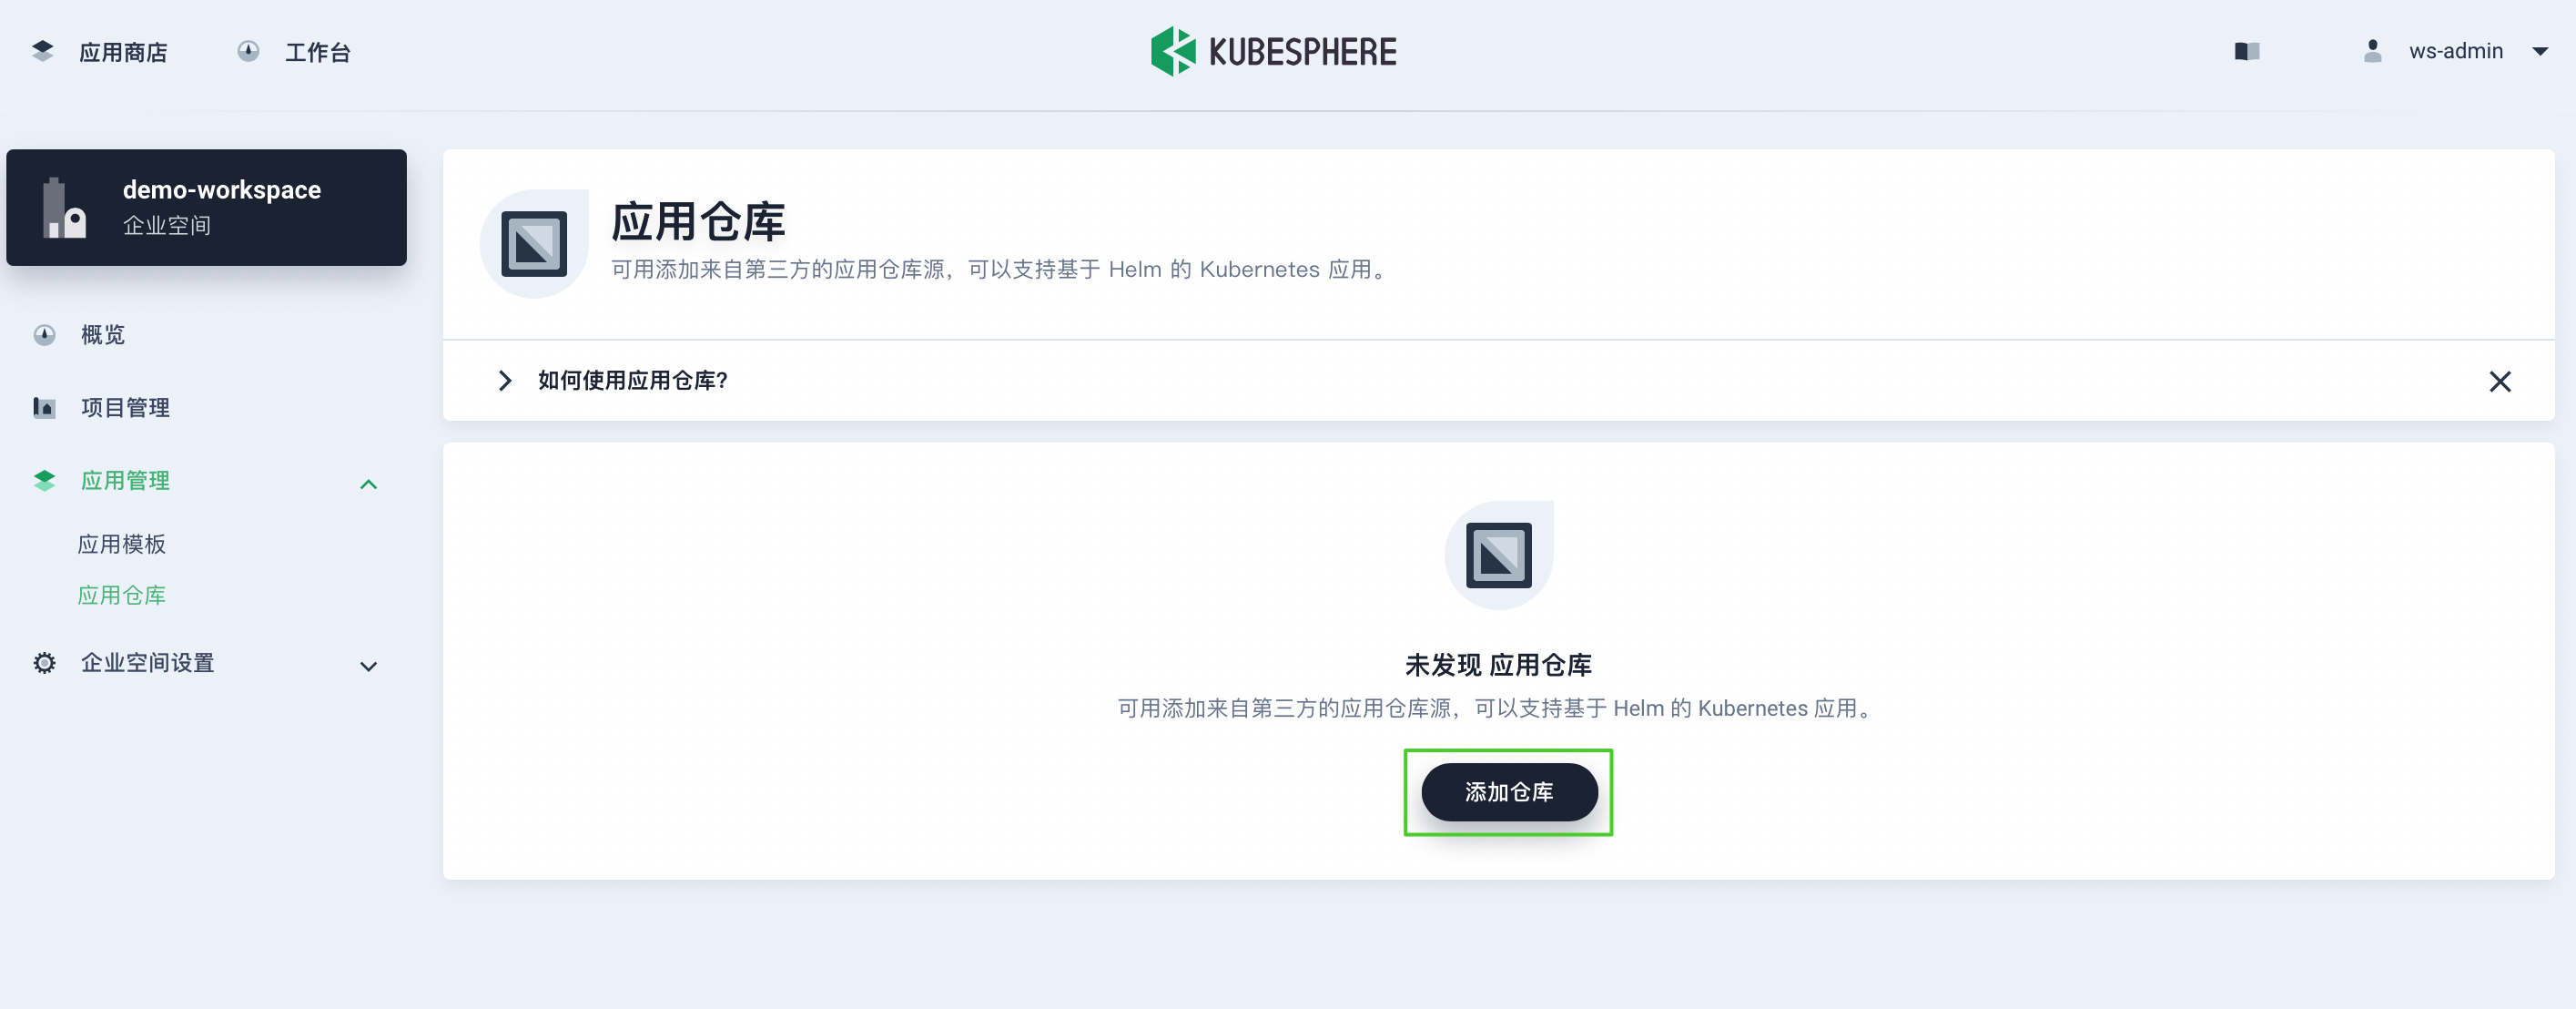 应用商店 工作台 KUBESPHERE ws-admin
demo-workspace
企业空间
概览
项目管理
应用管理
应用模板
应用仓库
企业空间设置
应用仓库
可用添加来自第三方的应用仓库源，可以支持基于 Helm 的 Kubernetes 应用。
如何使用应用仓库?
未发现 应用仓库
可用添加来自第三方的应用仓库源，可以支持基于 Helm 的 Kubernetes 应用。
添加仓库